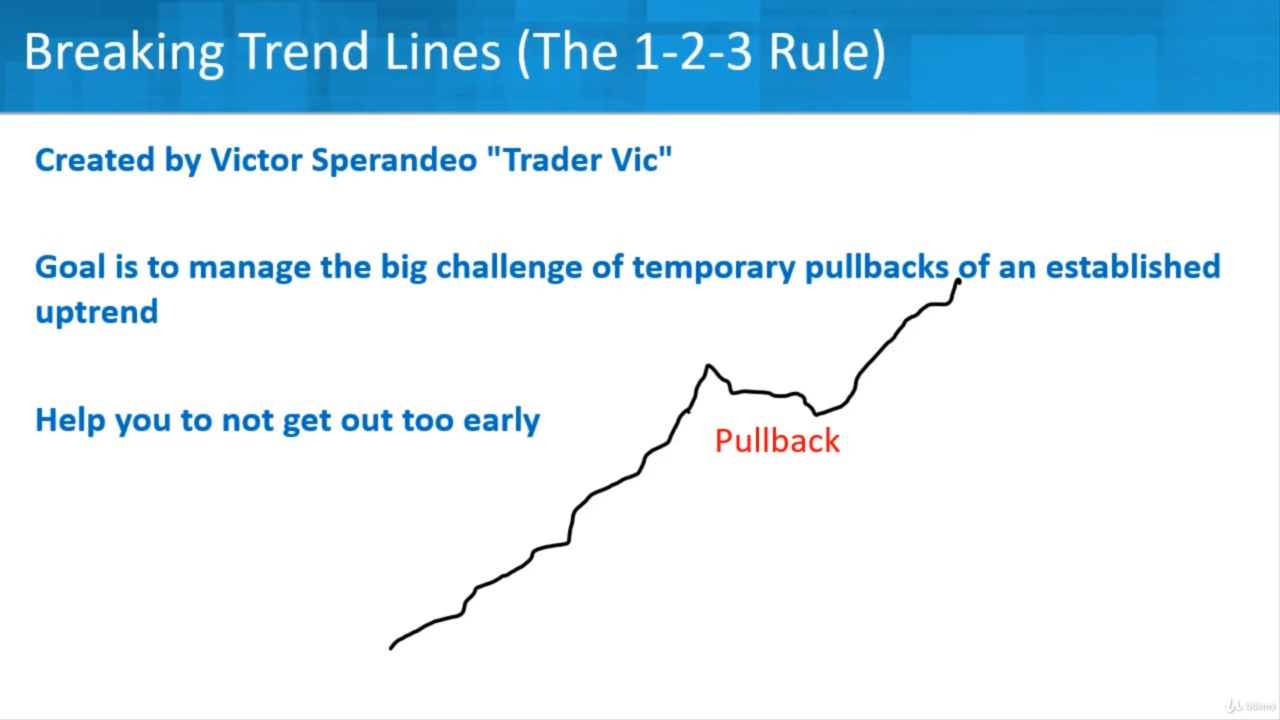 Breaking Trend Lines (The 1-2-3 Rule)
Created by Victor Sperandeo "Trader Vic"
Goal is to manage the big challenge of temporary pullbacks of an established
uptrend
Help you to not get out too early
Pullback
Udemy